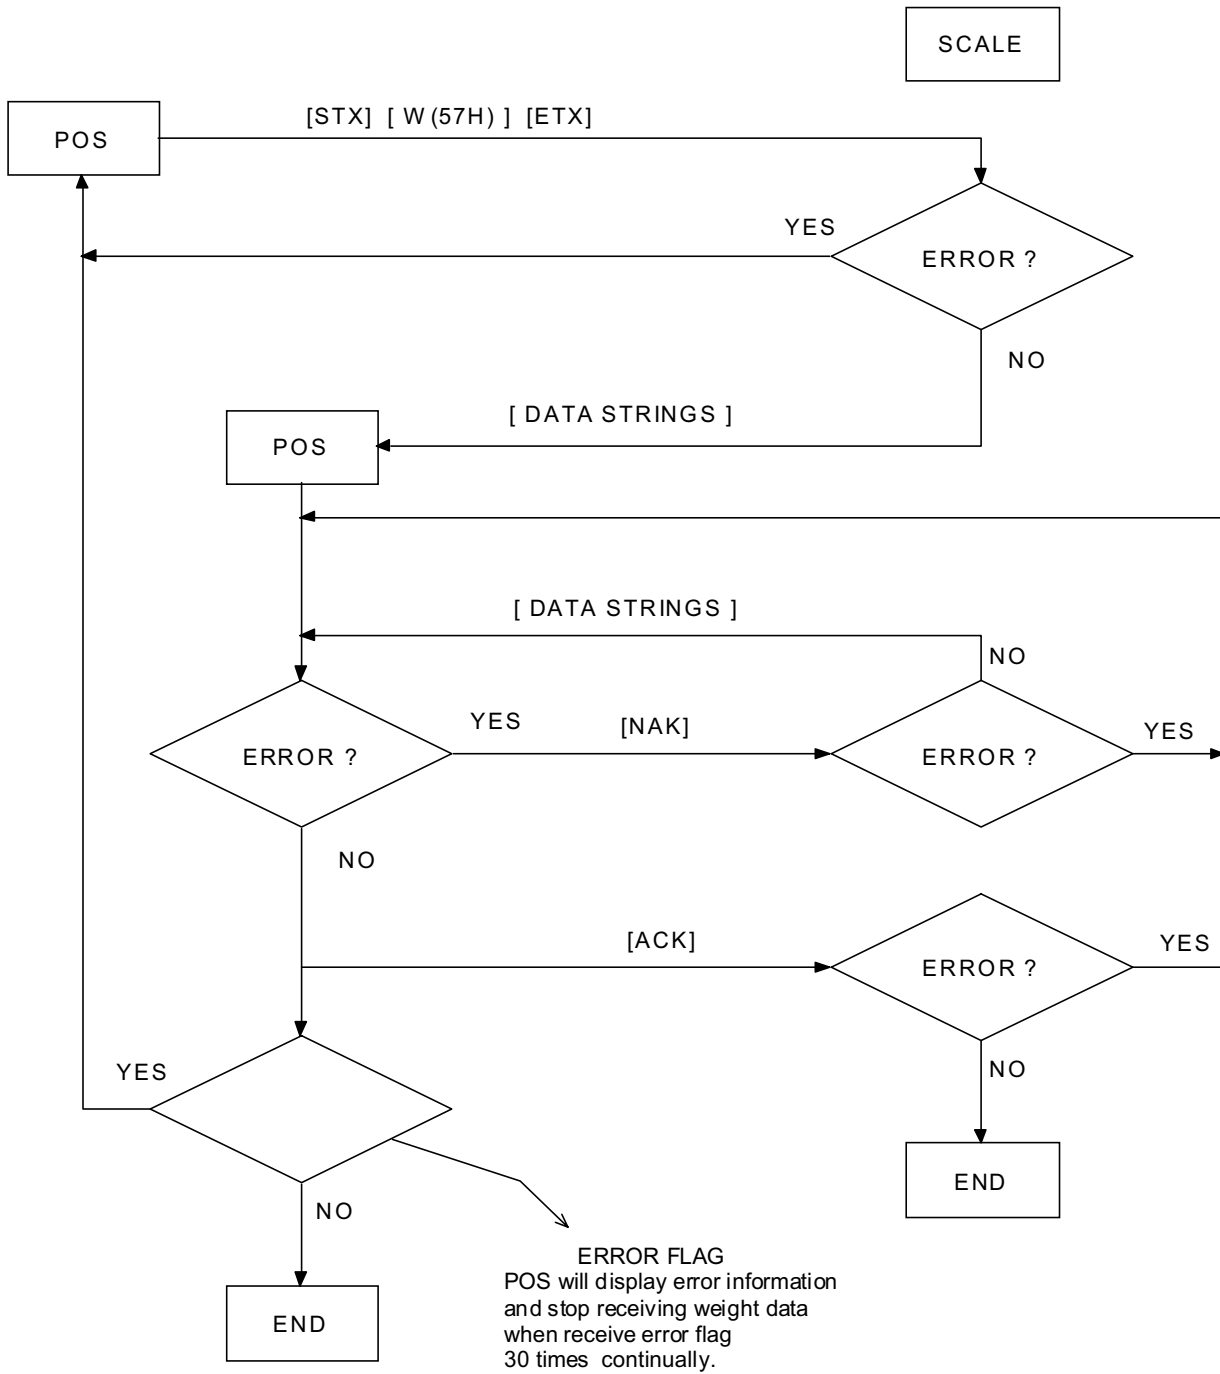 SCALE
[STX] [ W (57H) ] [ETX]
POS
YES
ERROR ?
NO
[ DATA STRINGS ]
POS
[ DATA STRINGS ]
NO
YES
[NAK]
YES
ERROR ?
ERROR ?
NO
[ACK]
YES
ERROR ?
YES
NO
END
NO
ERROR FLAG
POS will display error information
and stop receiving weight data
when receive error flag
30 times continually.
END